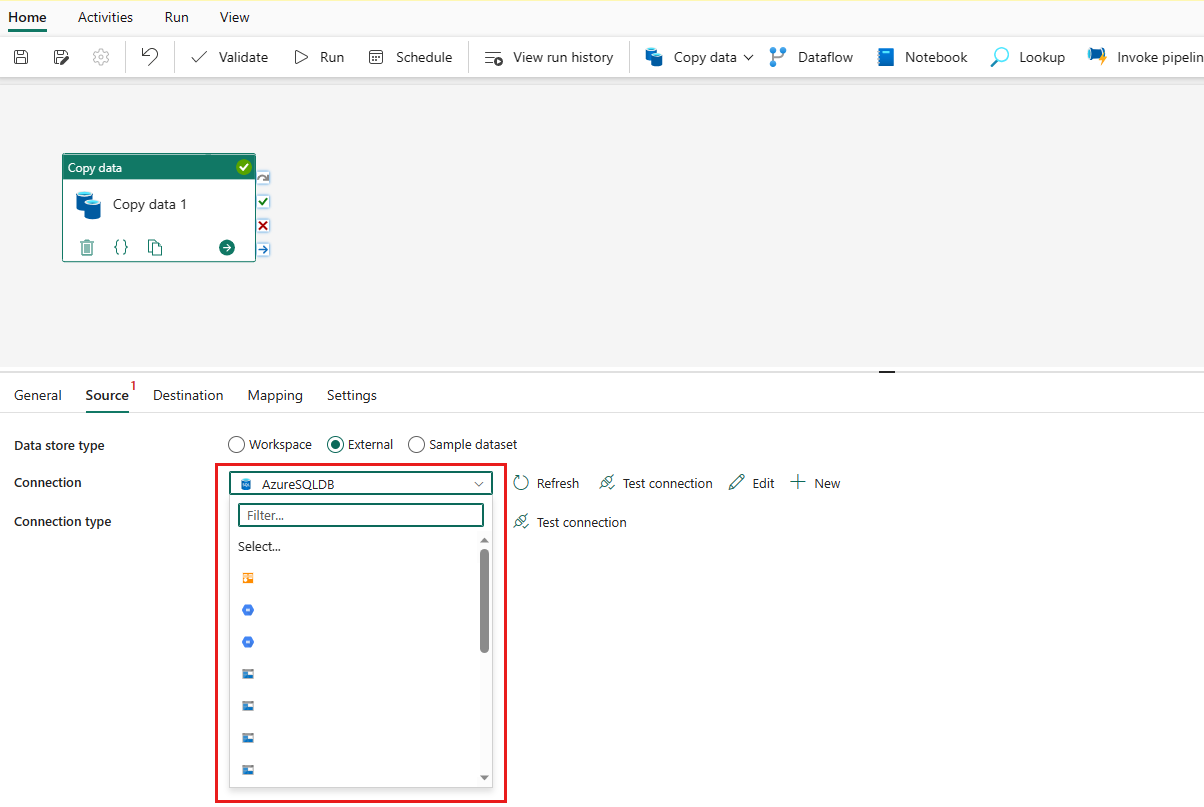 Home Activities Run View
Validate Run Schedule View run history Copy data Dataflow Notebook Lookup Invoke pipelin
Copy data
Copy data 1
General Source 1 Destination Mapping Settings
Data store type Workspace External Sample dataset
Connection AzureSQLDB Refresh Test connection Edit New
Filter...
Connection type Test connection
Select...